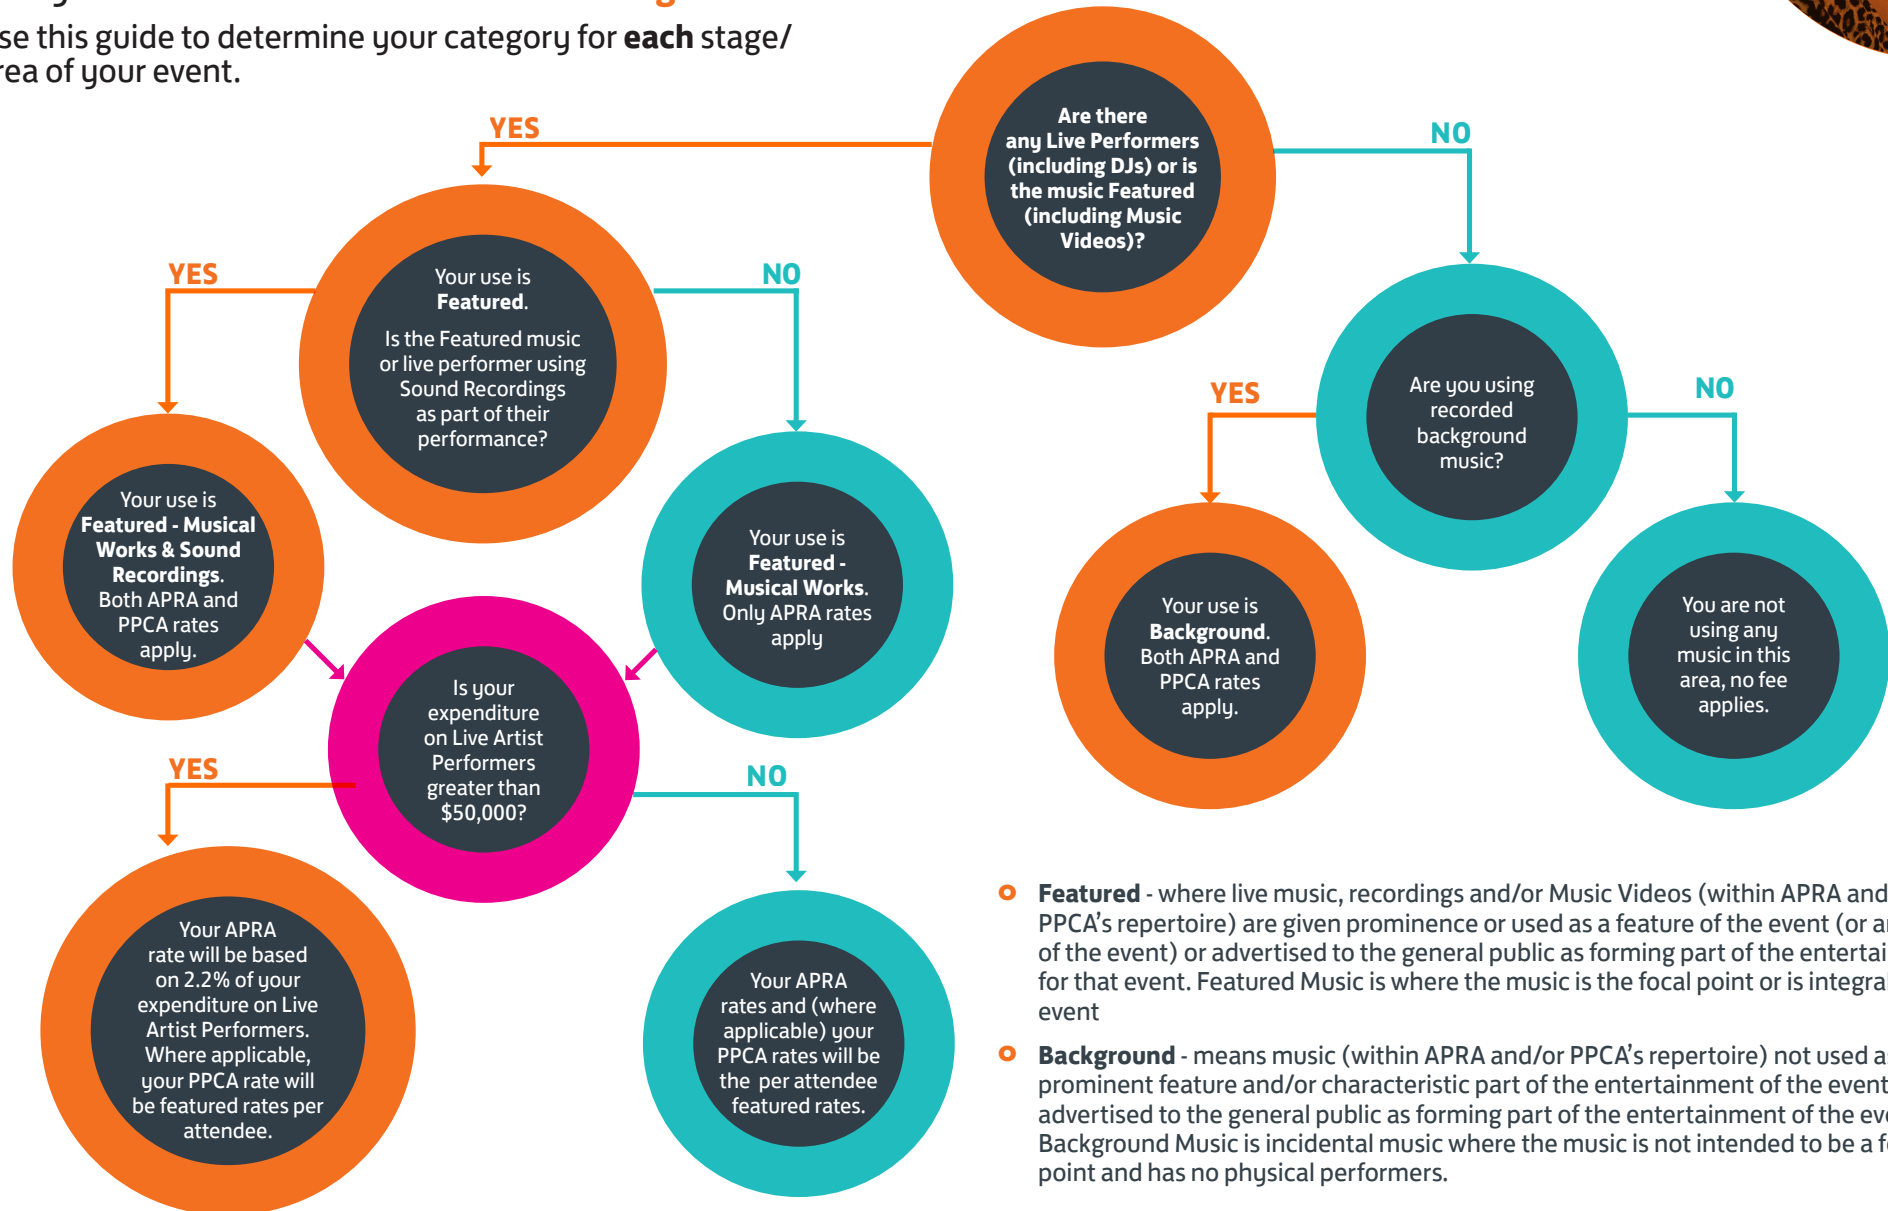 se this guide to determine your category for each stage/
rea of your event.
Are there
any Live Performers
(including DJs) or is
the music Featured
(including Music
Videos)?
YES
NO
Your use is
Featured.
Is the Featured music
or live performer using
Sound Recordings
as part of their
performance?
YES
NO
Are you using
recorded
background
music?
YES
NO
Your use is
Featured - Musical
Works & Sound
Recordings.
Both APRA and
PPCA rates
apply.
Your use is
Featured -
Musical Works.
Only APRA rates
apply
Your use is
Background.
Both APRA and
PPCA rates
apply.
You are not
using any
music in this
area, no fee
applies.
Is your
expenditure
on Live Artist
Performers
greater than
$50,000?
YES
NO
Your APRA
rate will be based
on 2.2% of your
expenditure on Live
Artist Performers.
Where applicable,
your PPCA rate will
be featured rates per
attendee.
Your APRA
rates and (where
applicable) your
PPCA rates will be
the per attendee
featured rates.
Featured - where live music, recordings and/or Music Videos (within APRA and
PPCA's repertoire) are given prominence or used as a feature of the event (or ar
of the event) or advertised to the general public as forming part of the entertai
for that event. Featured Music is where the music is the focal point or is integral
event
Background - means music (within APRA and/or PPCA's repertoire) not used as
prominent feature and/or characteristic part of the entertainment of the event
advertised to the general public as forming part of the entertainment of the eve
Background Music is incidental music where the music is not intended to be a f
point and has no physical performers.